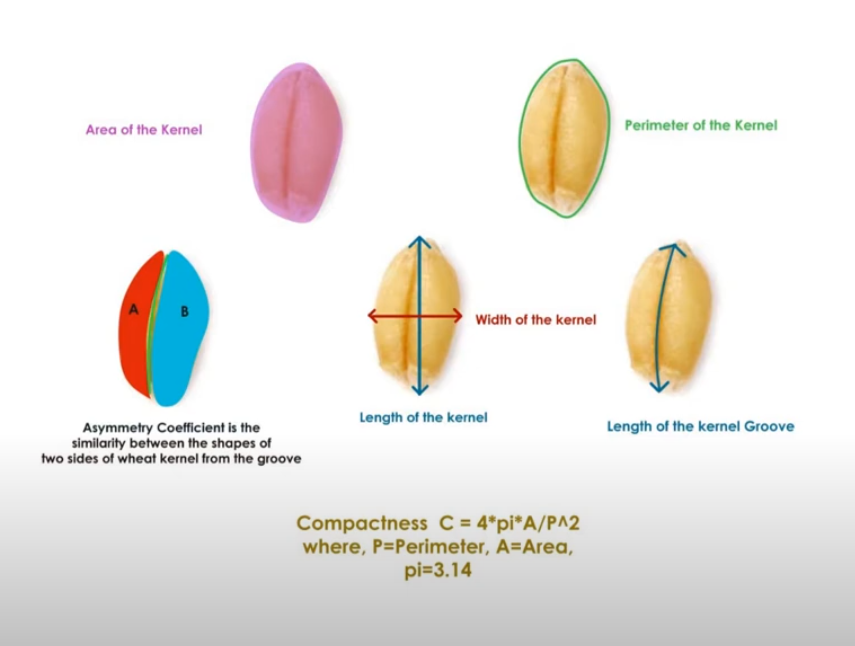 Area of the Kernel
Perimeter of the Kernel
A
B
Width of the kernel
Length of the kernel
Length of the kernel Groove
Asymmetry Coefficient is the
similarity between the shapes of
two sides of wheat kernel from the groove
Compactness C = 4*pi*A/P^2
where, P=Perimeter, A=Area,
pi=3.14